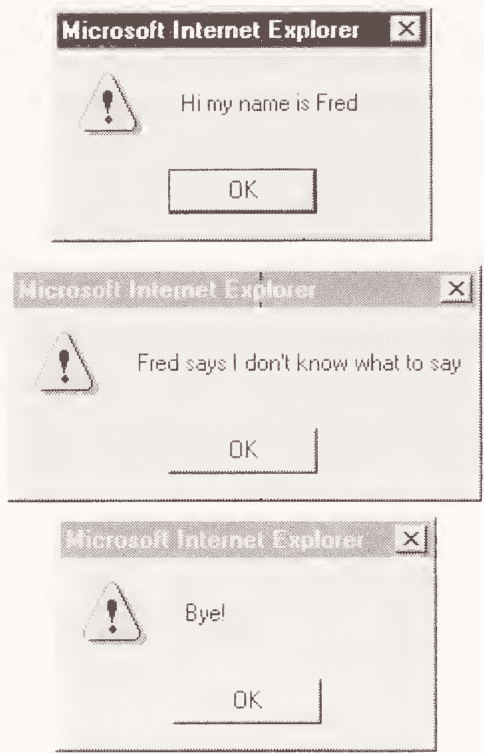 Microsoft Internet Explorer
Hi my name is Fred
OK
Microsoft Internet Explorer
Fred says I don't know what to say
OK
Microsoft Internet Explorer
Bye!
OK